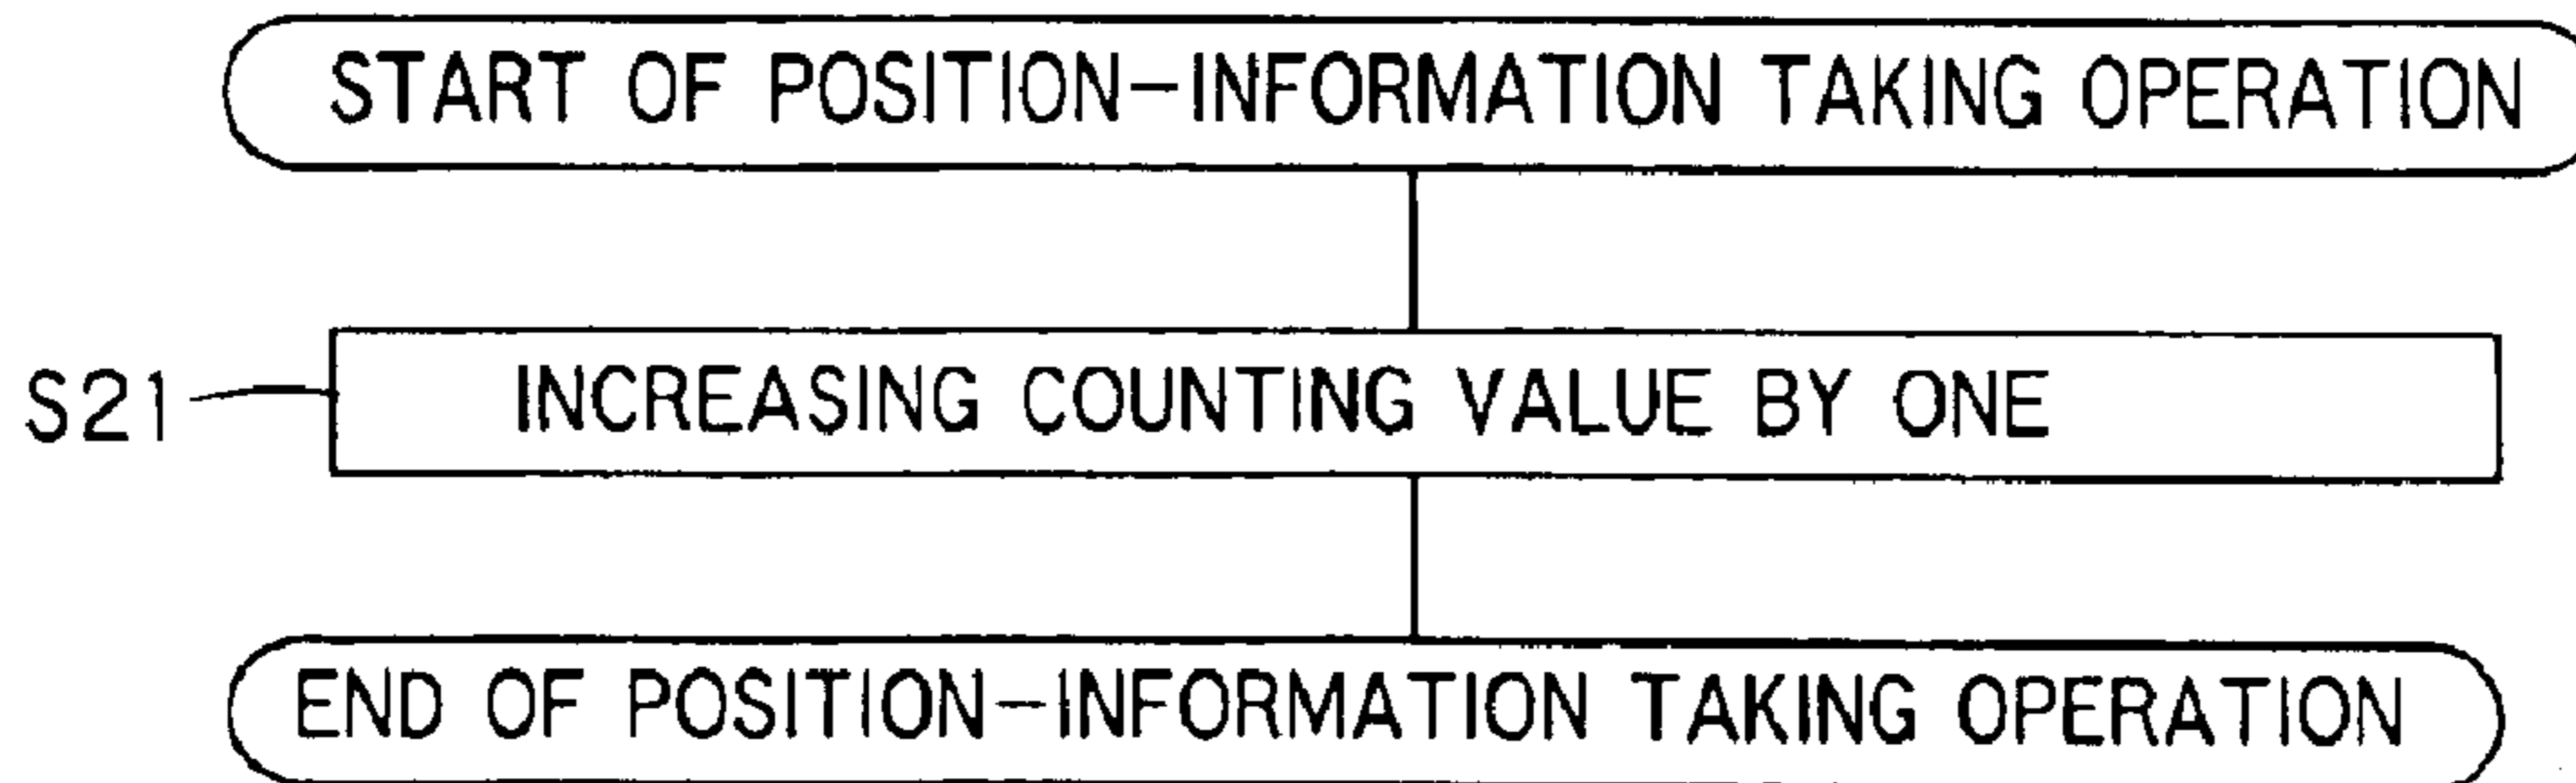 START OF POSITION-INFORMATION TAKING OPERATION
S21 INCREASING COUNTING VALUE BY ONE
END OF POSITION-INFORMATION TAKING OPERATION